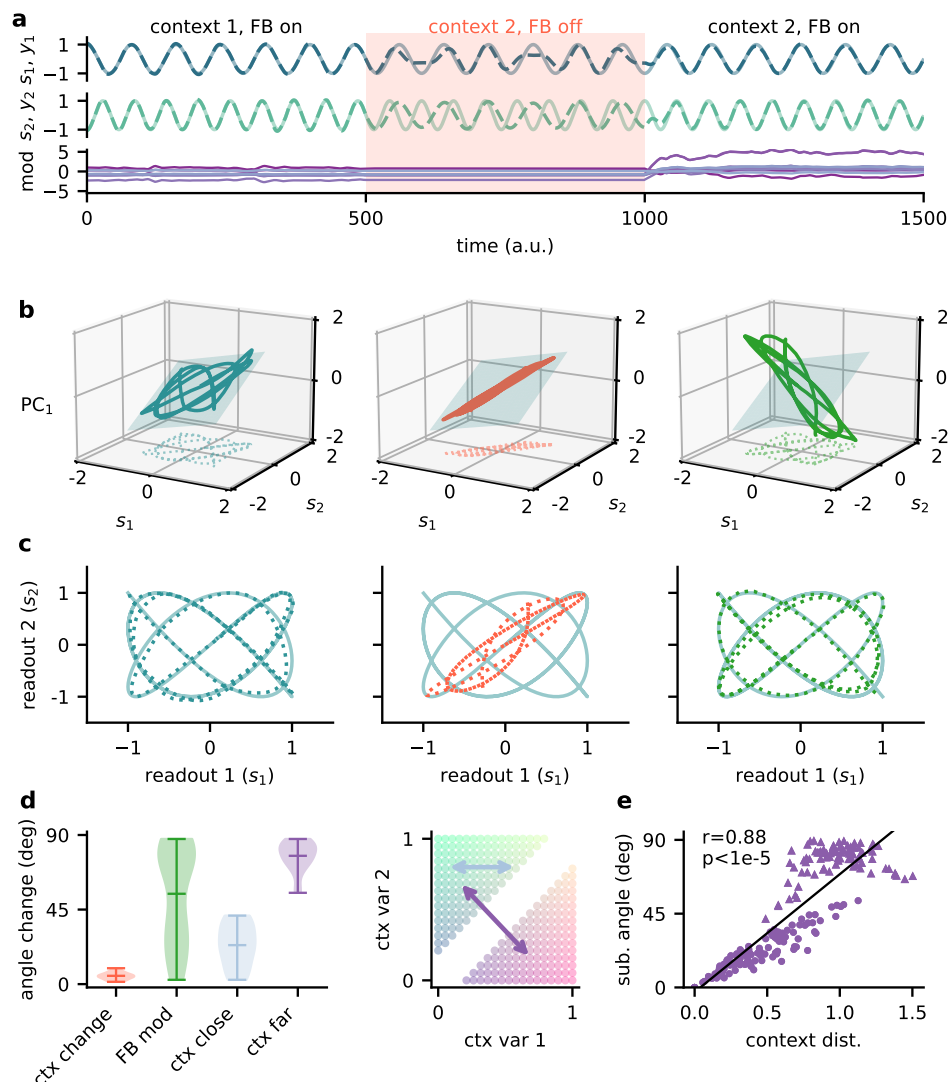 a
context 1, FB on
context 2, FB off
context 2, FB on
s₁, y₁
1
−1
s₂, y₂
1
−1
mod
5
0
−5
0
500
1000
1500
time (a.u.)
b
PC₁
2
0
-2
-2
0
2
-2
0
2
s₁
s₂
2
0
-2
-2
0
2
-2
0
2
s₁
s₂
2
0
-2
-2
0
2
-2
0
2
s₁
s₂
c
readout 2 (s₂)
1
0
-1
−1
0
1
readout 1 (s₁)
−1
0
1
readout 1 (s₁)
−1
0
1
readout 1 (s₁)
d
angle change (deg)
90
45
0
ctx change
FB mod
ctx close
ctx far
ctx var 2
1
0
0
1
ctx var 1
e
sub. angle (deg)
90
45
0
r=0.88
p<1e-5
0.0
0.5
1.0
1.5
context dist.